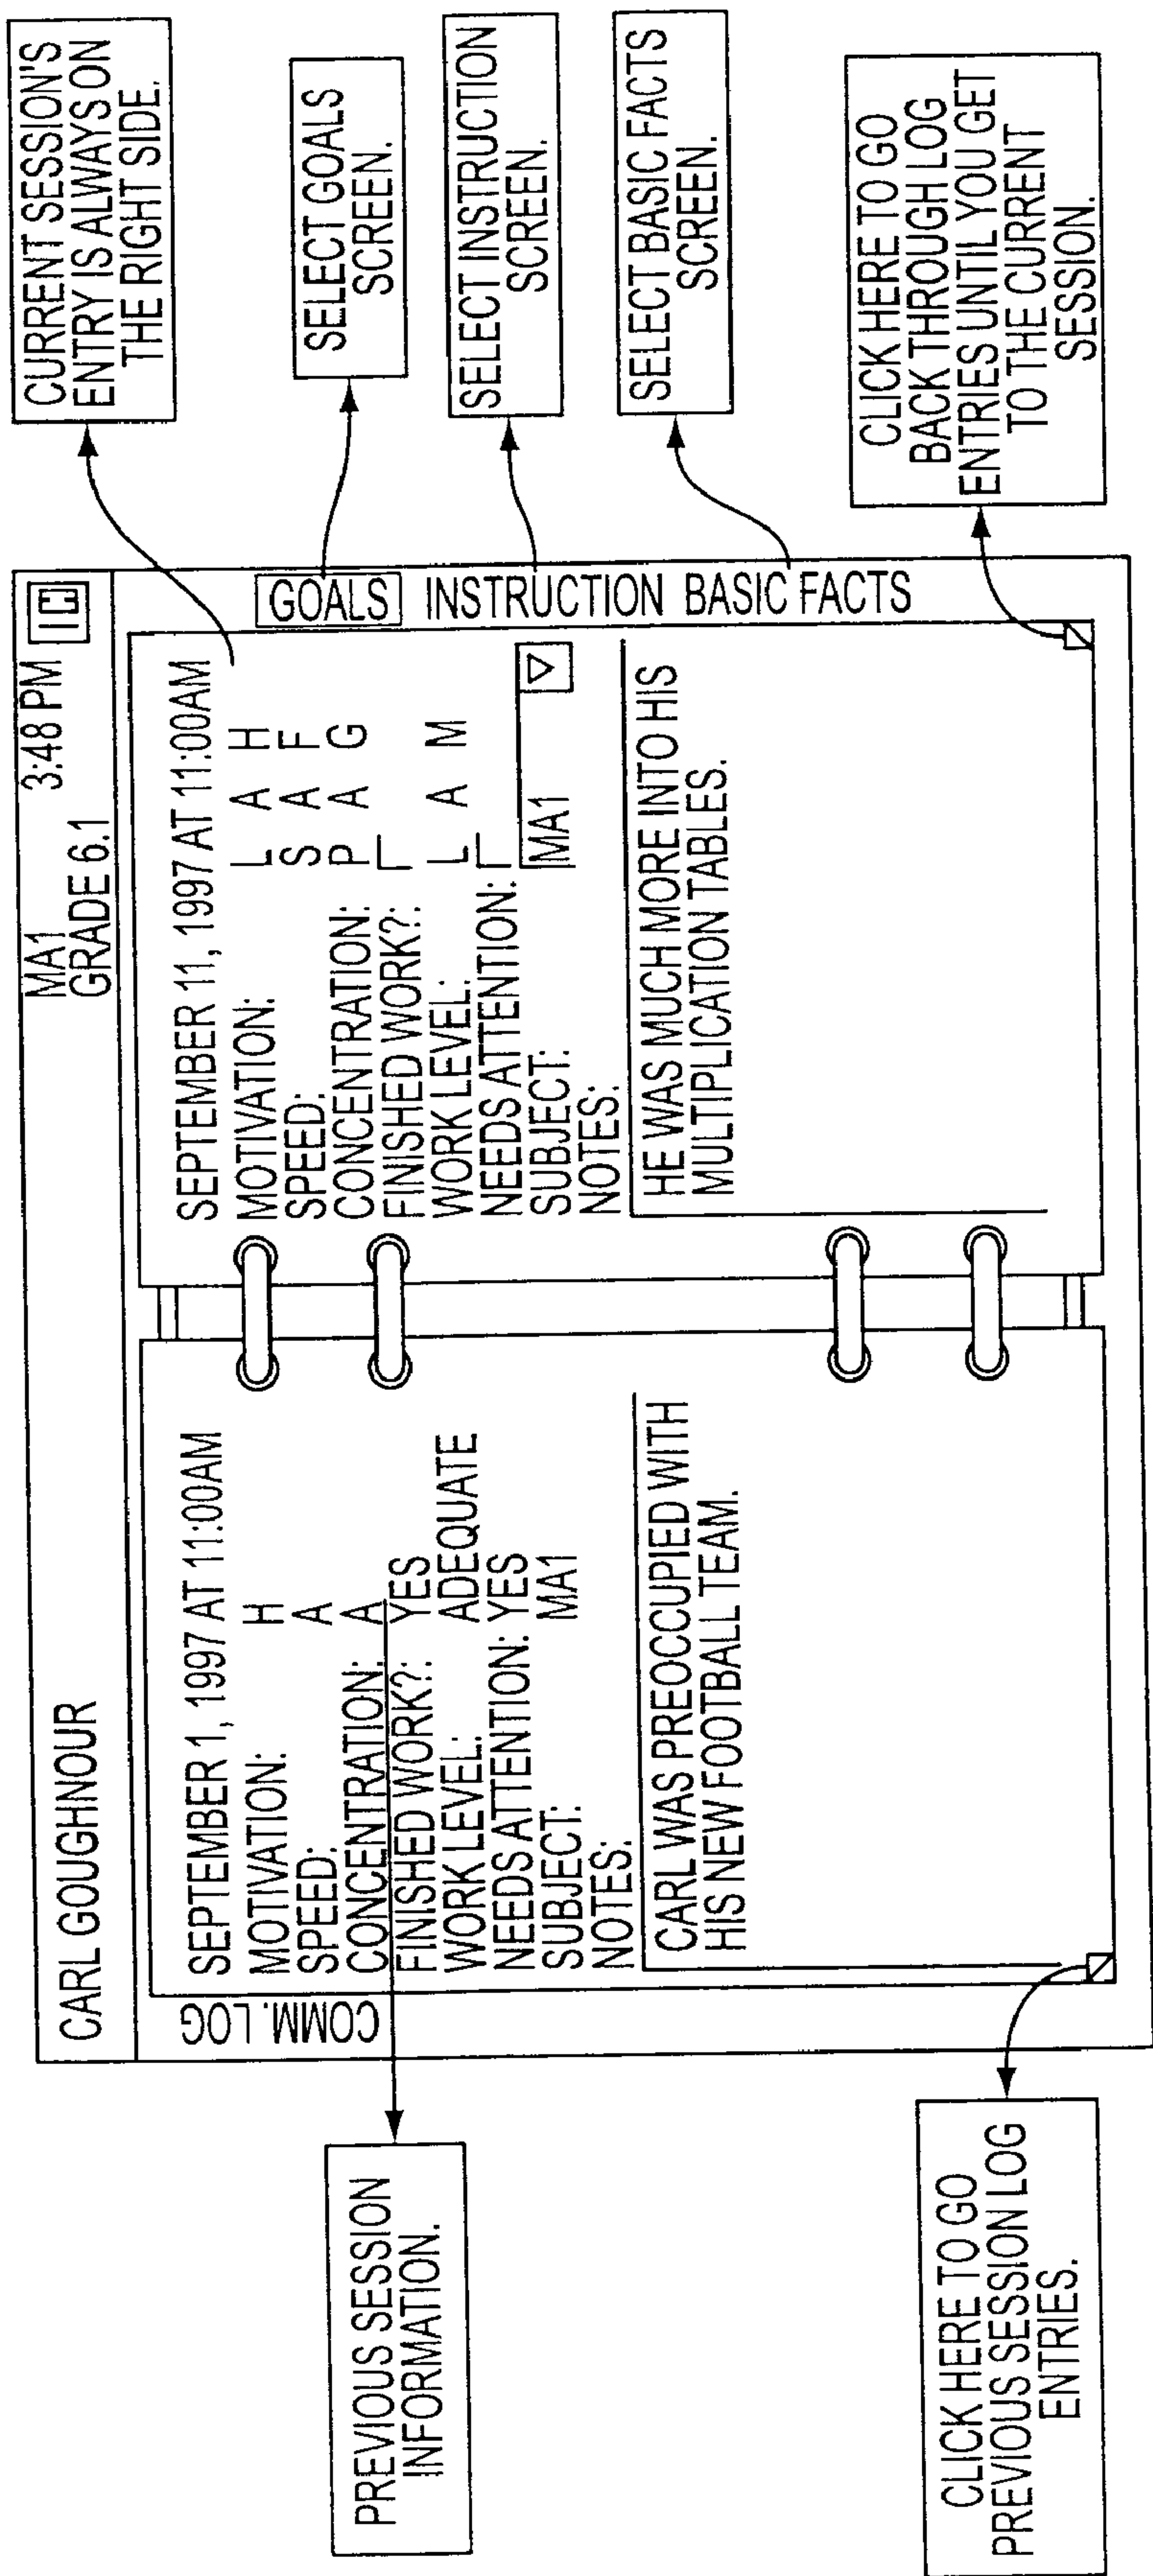 CARL GOUGHNOUR
MA1
GRADE 6.1
3:48 PM
COMM. LOG
SEPTEMBER 1, 1997 AT 11:00AM
MOTIVATION: H
SPEED: A
CONCENTRATION: A
FINISHED WORK?: YES
WORK LEVEL: ADEQUATE
NEEDS ATTENTION: YES
SUBJECT: MA1
NOTES:
CARL WAS PREOCCUPIED WITH
HIS NEW FOOTBALL TEAM.
SEPTEMBER 11, 1997 AT 11:00AM
MOTIVATION: L A H
SPEED: S A F
CONCENTRATION: P A G
FINISHED WORK?:
WORK LEVEL: L A M
NEEDS ATTENTION:
SUBJECT: MA1
NOTES:
HE WAS MUCH MORE INTO HIS
MULTIPLICATION TABLES.
GOALS
INSTRUCTION
BASIC FACTS
PREVIOUS SESSION
INFORMATION.
CLICK HERE TO GO
PREVIOUS SESSION LOG
ENTRIES.
CURRENT SESSION'S
ENTRY IS ALWAYS ON
THE RIGHT SIDE.
SELECT GOALS
SCREEN.
SELECT INSTRUCTION
SCREEN.
SELECT BASIC FACTS
SCREEN.
CLICK HERE TO GO
BACK THROUGH LOG
ENTRIES UNTIL YOU GET
TO THE CURRENT
SESSION.